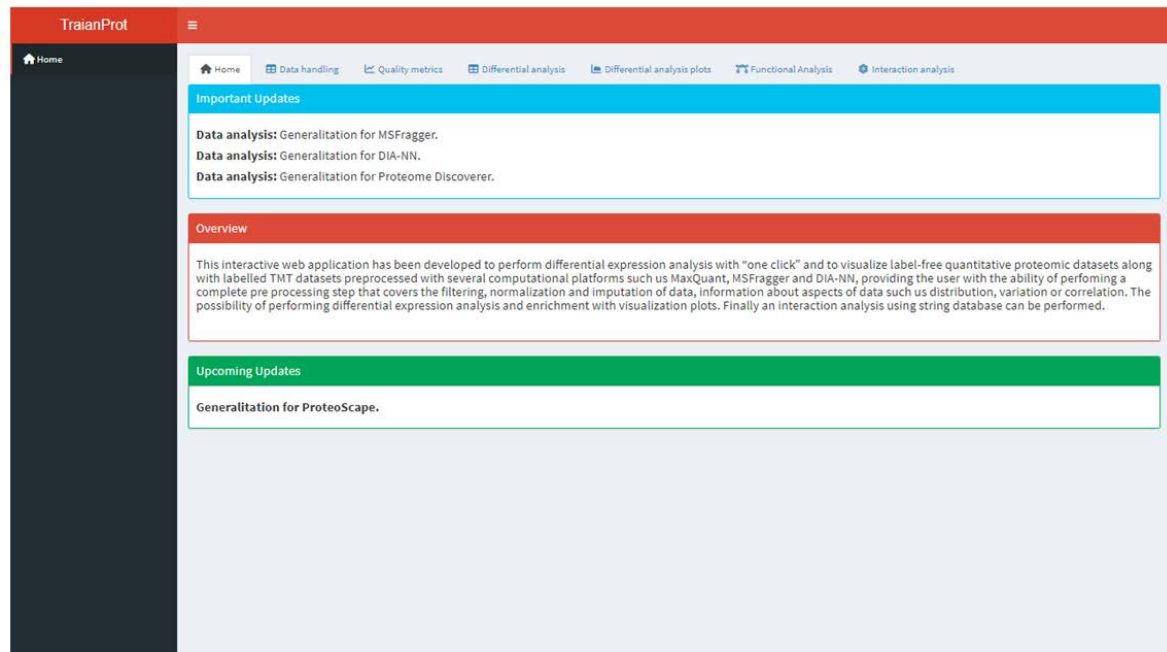 TraianProt
Home
Home Data handling Quality metrics Differential analysis Differential analysis plots Functional Analysis Interaction analysis
Important Updates
Data analysis: Generalitation for MSFragger.
Data analysis: Generalitation for DIA-NN.
Data analysis: Generalitation for Proteome Discoverer.
Overview
This interactive web application has been developed to perform differential expression analysis with “one click” and to visualize label-free quantitative proteomic datasets along
with labelled TMT datasets preprocessed with several computational platforms such us MaxQuant, MSFragger and DIA-NN, providing the user with the ability of perfoming a
complete pre processing step that covers the filtering, normalization and imputation of data, information about aspects of data such us distribution, variation or correlation. The
possibility of performing differential expression analysis and enrichment with visualization plots. Finally an interaction analysis using string database can be performed.
Upcoming Updates
Generalitation for ProteoScape.